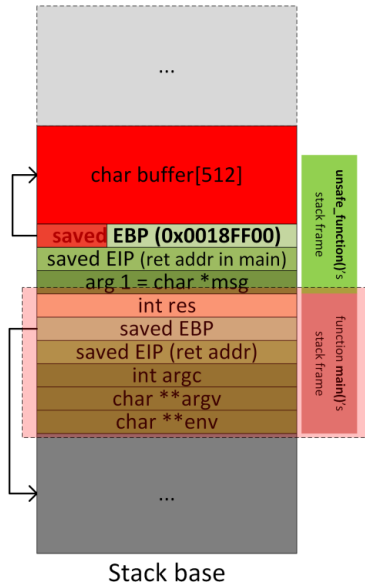 ...
char buffer[512]
saved EBP (0x0018FF00)
saved EIP (ret addr in main)
arg 1 = char *msg
int res
saved EBP
saved EIP (ret addr)
int argc
char **argv
char **env
...
Stack base
unsafe_function()'s
stack frame
function main()'s
stack frame